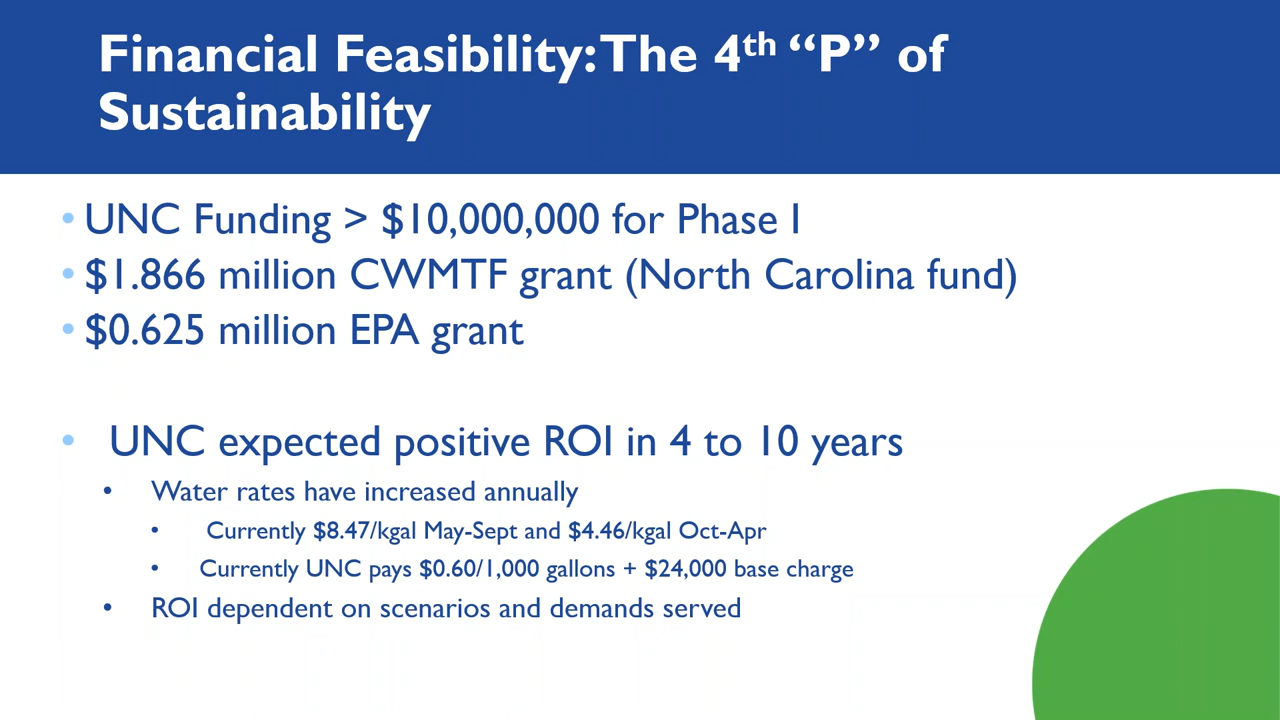 Financial Feasibility: The 4th “P” of
Sustainability
• UNC Funding > $10,000,000 for Phase I
• $1.866 million CWMTF grant (North Carolina fund)
• $0.625 million EPA grant
• UNC expected positive ROI in 4 to 10 years
• Water rates have increased annually
• Currently $8.47/kgal May-Sept and $4.46/kgal Oct-Apr
• Currently UNC pays $0.60/1,000 gallons + $24,000 base charge
• ROI dependent on scenarios and demands served